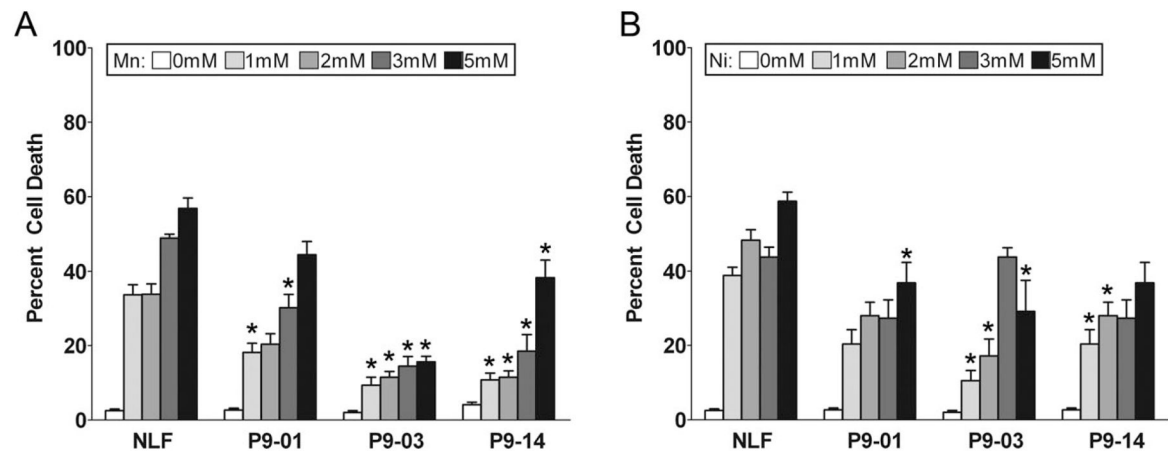 A
Percent Cell Death
100
80
60
40
20
0
Mn: 0mM 1mM 2mM 3mM 5mM
* * * * * * * * * *
NLF P9-01 P9-03 P9-14
B
Percent Cell Death
100
80
60
40
20
0
Ni: 0mM 1mM 2mM 3mM 5mM
* * * * * *
NLF P9-01 P9-03 P9-14